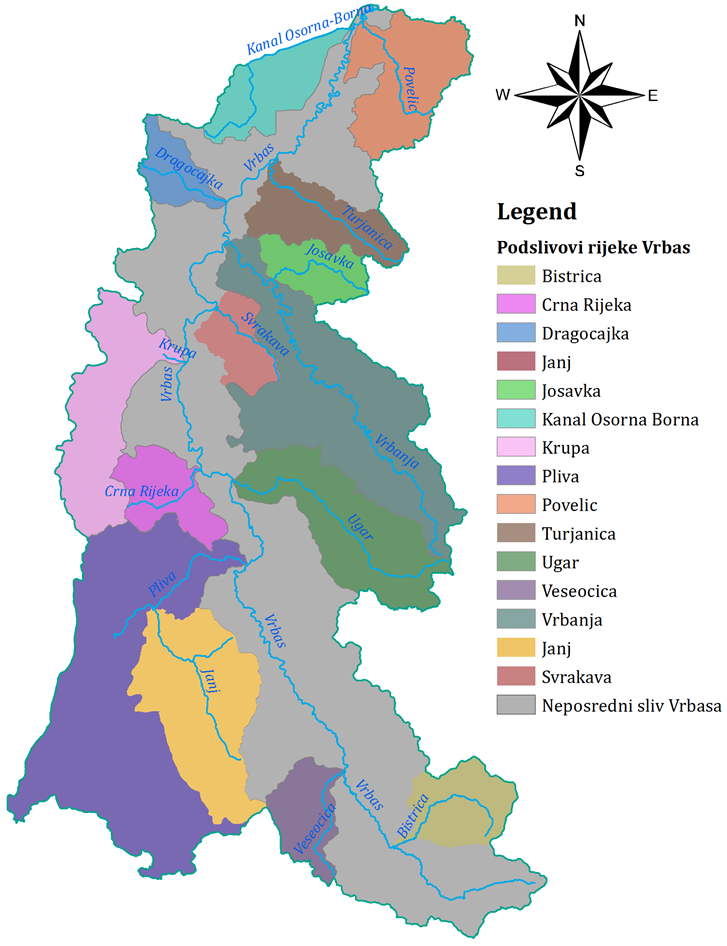 Kanal Osorna-Borna
Povelic
N
W
E
S
Vrbas
Dragocajka
Turjanica
Josavka
Svrakava
Krupa
Vrbas
Vrbanja
Crna Rijeka
Ugar
Pliva
Vrbas
Janj
Vrbas
Bistrica
Veseocica
Legend
Podslivovi rijeke Vrbas
Bistrica
Crna Rijeka
Dragocajka
Janj
Josavka
Kanal Osorna Borna
Krupa
Pliva
Povelic
Turjanica
Ugar
Veseocica
Vrbanja
Janj
Svrakava
Neposredni sliv Vrbasa